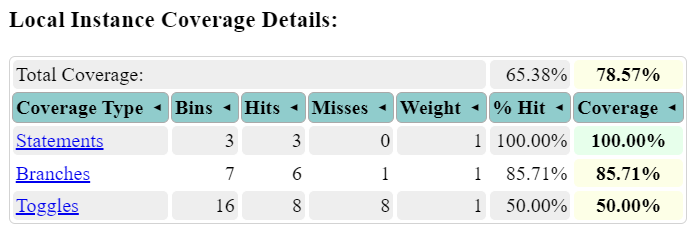 Local Instance Coverage Details:
Total Coverage: 65.38% 78.57%
Coverage Type ◄ Bins ◄ Hits ◄ Misses ◄ Weight ◄ % Hit ◄ Coverage ◄
Statements 3 3 0 1 100.00% 100.00%
Branches 7 6 1 1 85.71% 85.71%
Toggles 16 8 8 1 50.00% 50.00%